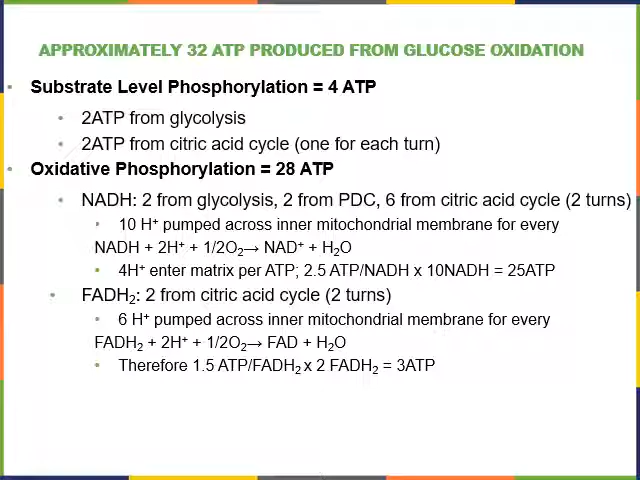 APPROXIMATELY 32 ATP PRODUCED FROM GLUCOSE OXIDATION
• Substrate Level Phosphorylation = 4 ATP
• 2ATP from glycolysis
• 2ATP from citric acid cycle (one for each turn)
• Oxidative Phosphorylation = 28 ATP
• NADH: 2 from glycolysis, 2 from PDC, 6 from citric acid cycle (2 turns)
• 10 H⁺ pumped across inner mitochondrial membrane for every
NADH + 2H⁺ + 1/2O₂→ NAD⁺ + H₂O
• 4H⁺ enter matrix per ATP; 2.5 ATP/NADH x 10NADH = 25ATP
• FADH₂: 2 from citric acid cycle (2 turns)
• 6 H⁺ pumped across inner mitochondrial membrane for every
FADH₂ + 2H⁺ + 1/2O₂→ FAD + H₂O
• Therefore 1.5 ATP/FADH₂ x 2 FADH₂ = 3ATP